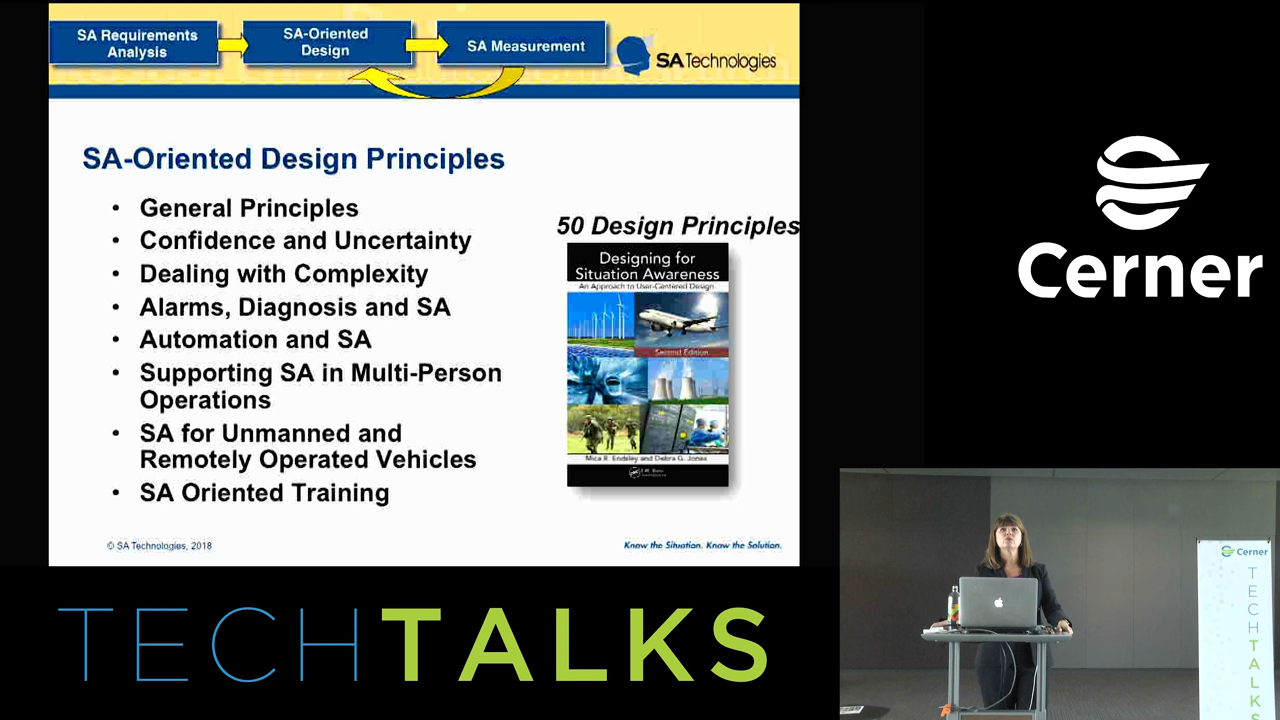 SA Requirements
Analysis
SA-Oriented
Design
SA Measurement
SA Technologies
SA-Oriented Design Principles
• General Principles
• Confidence and Uncertainty
• Dealing with Complexity
• Alarms, Diagnosis and SA
• Automation and SA
• Supporting SA in Multi-Person
Operations
• SA for Unmanned and
Remotely Operated Vehicles
• SA Oriented Training
50 Design Principles
Designing for
Situation Awareness
An Approach to User-Centered Design
Second Edition
Mica R. Endsley and Debra G. Jones
© SA Technologies, 2018
Know the Situation. Know the Solution.
TECHTALKS
Cerner
Cerner
TECHTALKS